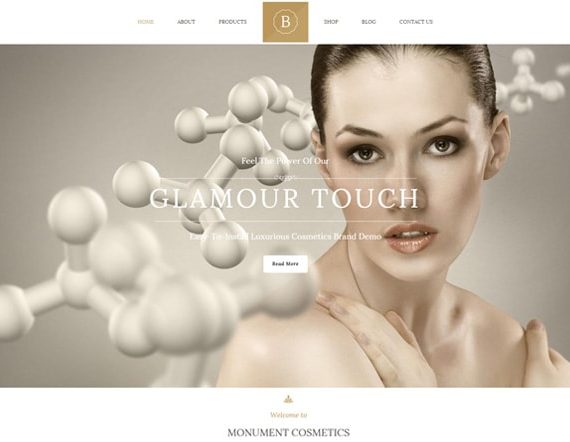 HOME ABOUT PRODUCTS B SHOP BLOG CONTACT US
Feel The Power Of Our
GLAMOUR TOUCH
Easy-To-Install Luxurious Cosmetics Brand Demo
Read More
Welcome to
MONUMENT COSMETICS